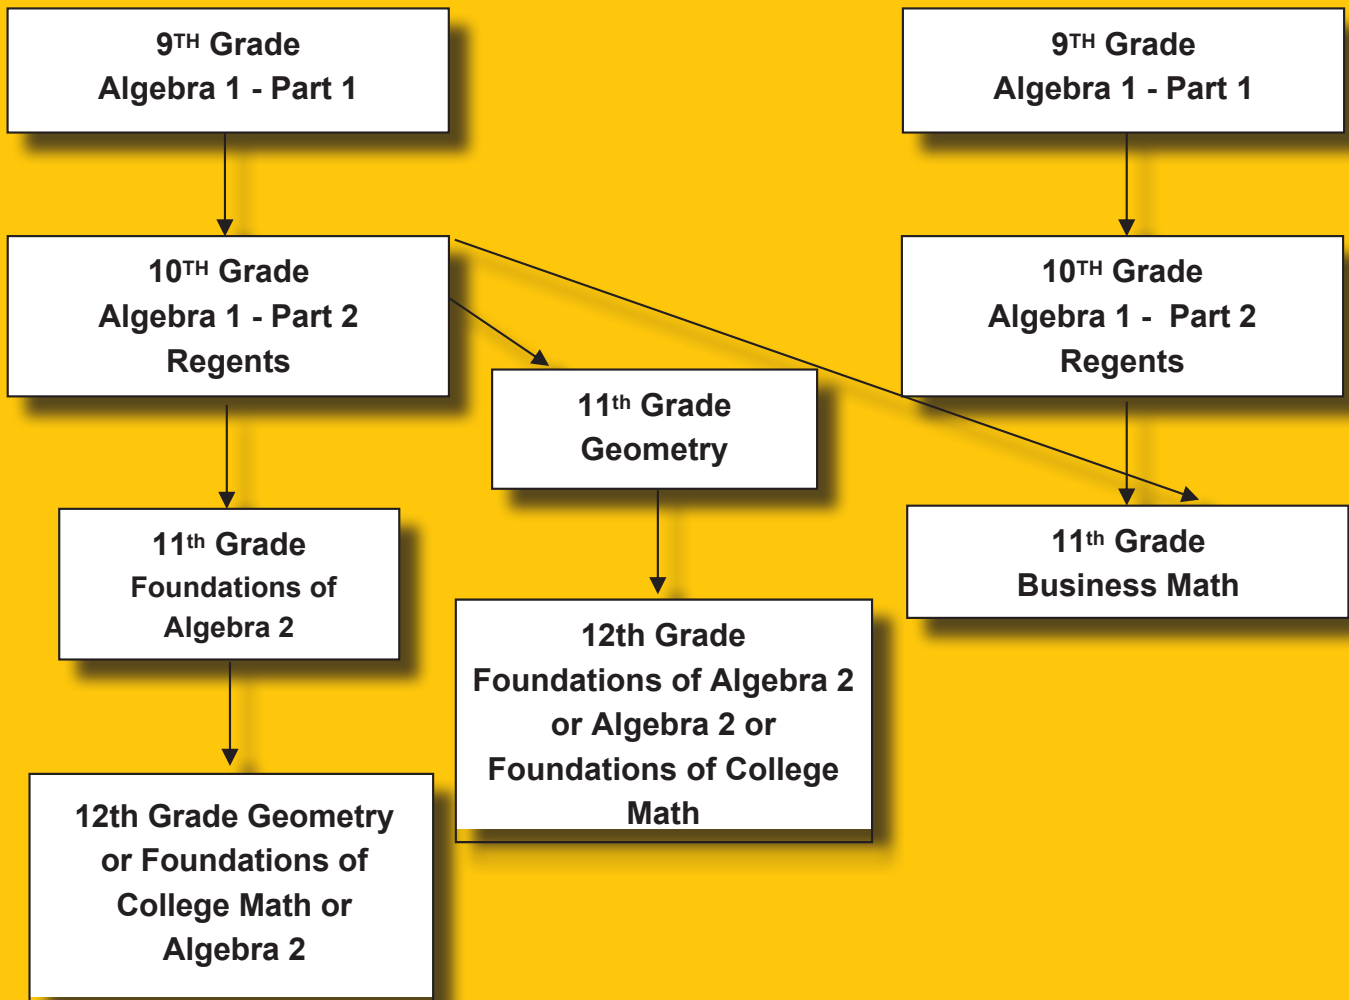 9TH Grade
Algebra 1 - Part 1
9TH Grade
Algebra 1 - Part 1
10TH Grade
Algebra 1 - Part 2
Regents
10TH Grade
Algebra 1 -  Part 2
Regents
11th Grade
Geometry
11th Grade
Foundations of
Algebra 2
11th Grade
Business Math
12th Grade
Foundations of Algebra 2
or Algebra 2 or
Foundations of College
Math
12th Grade Geometry
or Foundations of
College Math or
Algebra 2